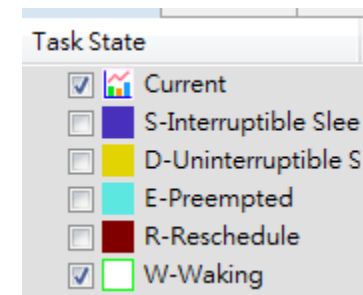 Task State
Current
S-Interruptible Slee
D-Uninterruptible S
E-Preempted
R-Reschedule
W-Waking